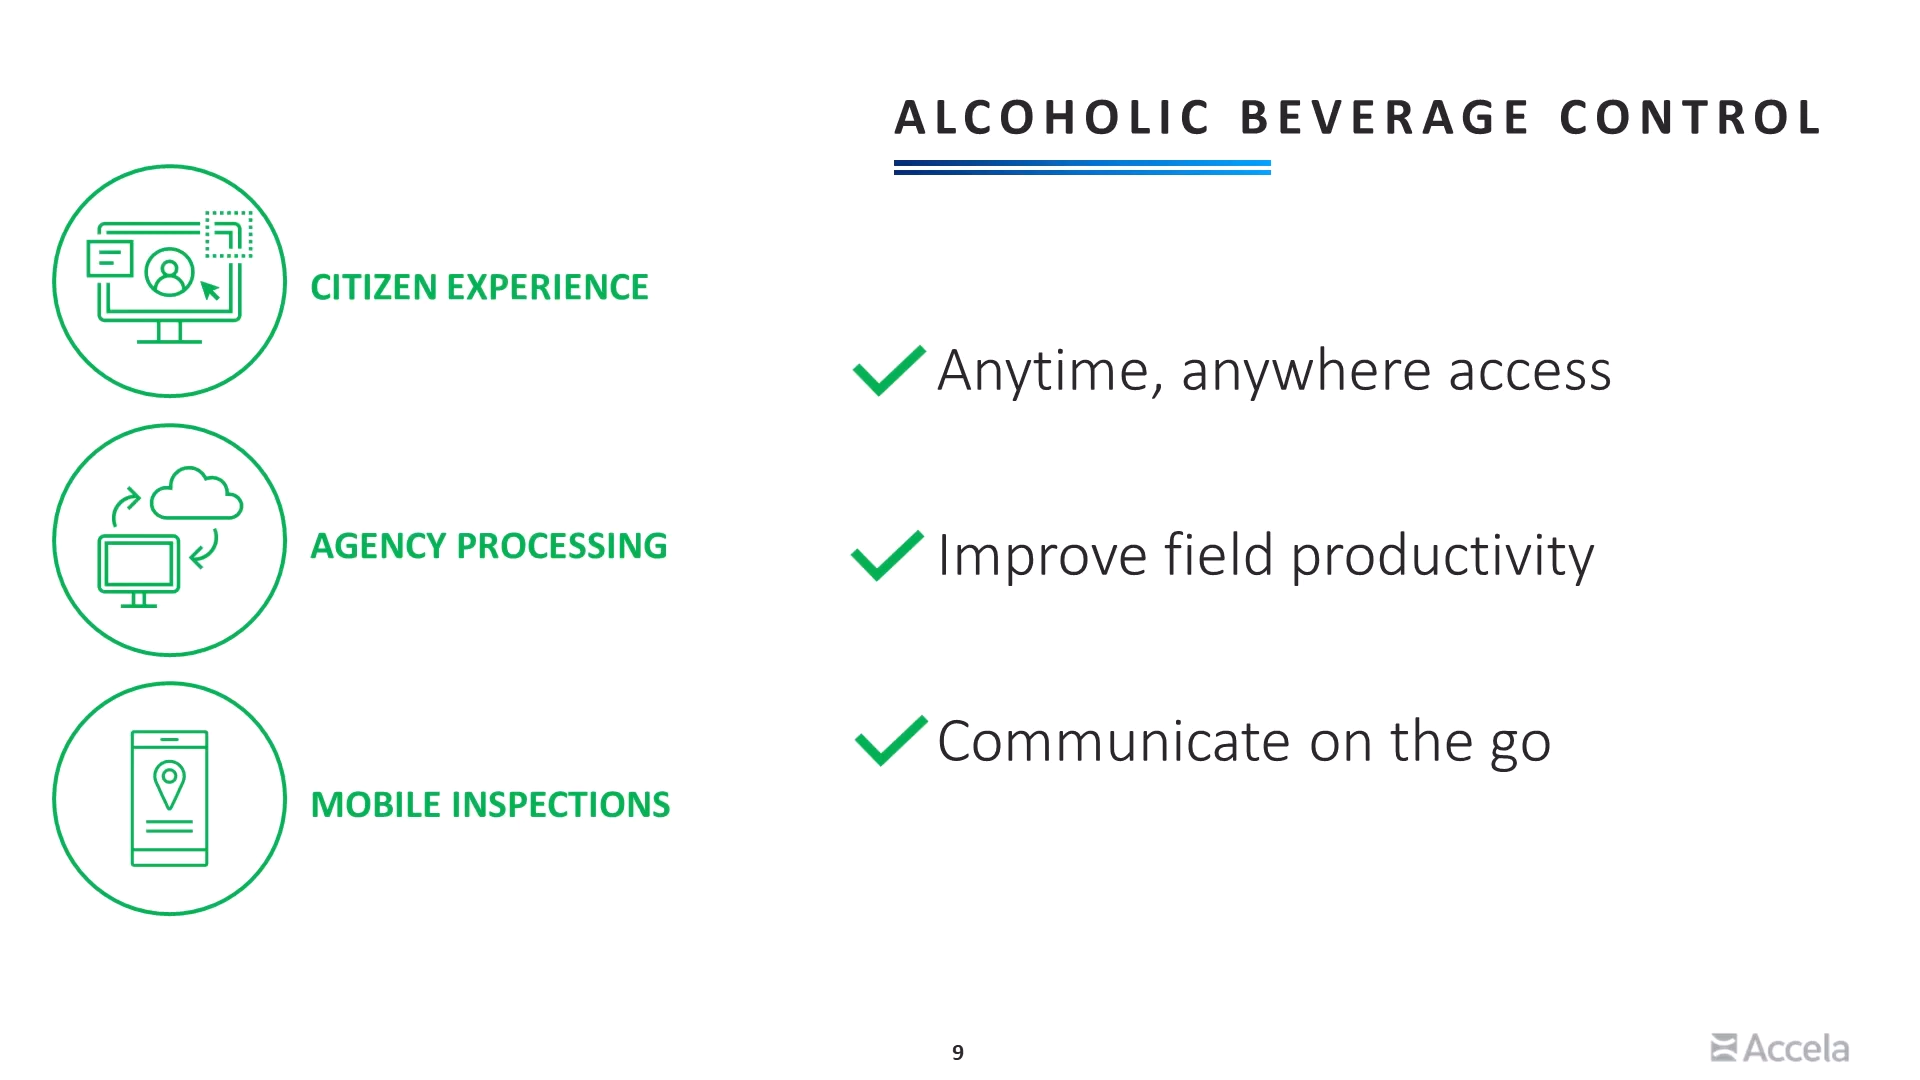 ALCOHOLIC BEVERAGE CONTROL
CITIZEN EXPERIENCE
AGENCY PROCESSING
MOBILE INSPECTIONS
Anytime, anywhere access
Improve field productivity
Communicate on the go
9
Accela